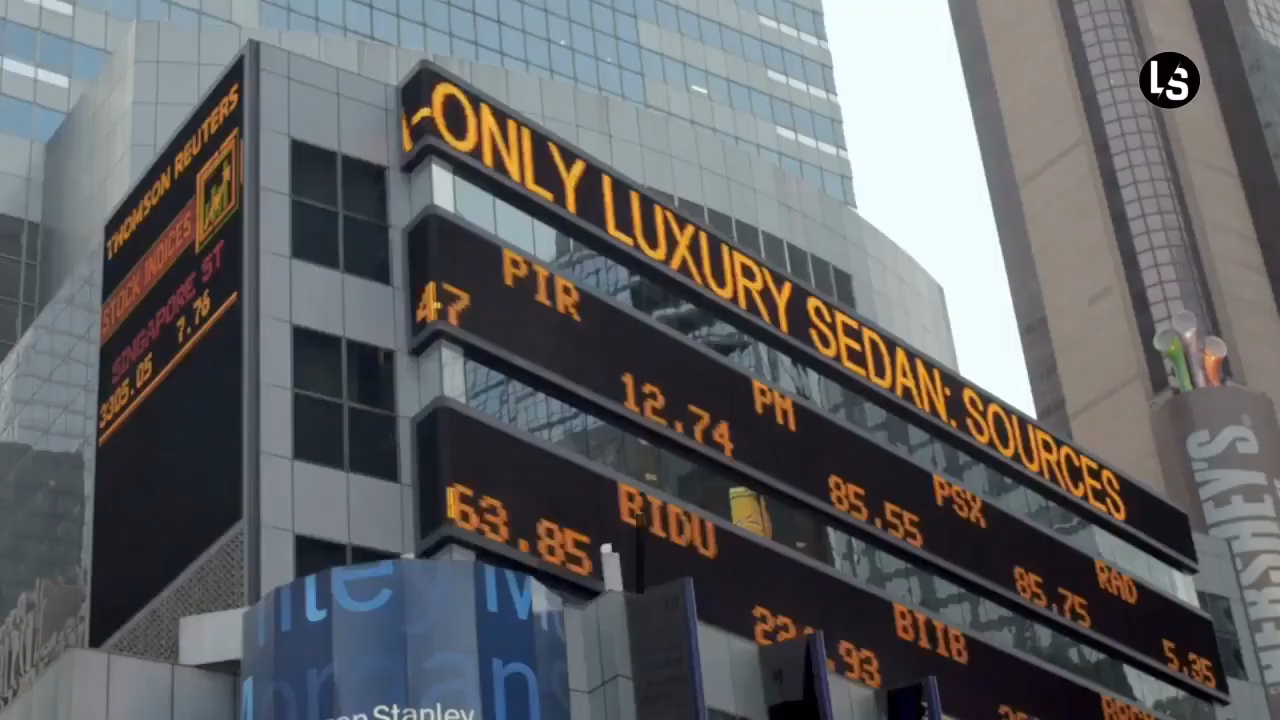 LS
THOMSON REUTERS
STOCK INDICES
SINGAPORE ST
3305.05 7.76
-ONLY LUXURY SEDAN: SOURCES
47 PIR 12.74 PM 85.55 PSX 85.75 RAD 5.35
63.85 BIDU BIIB
HERSHEY'S
Stanley